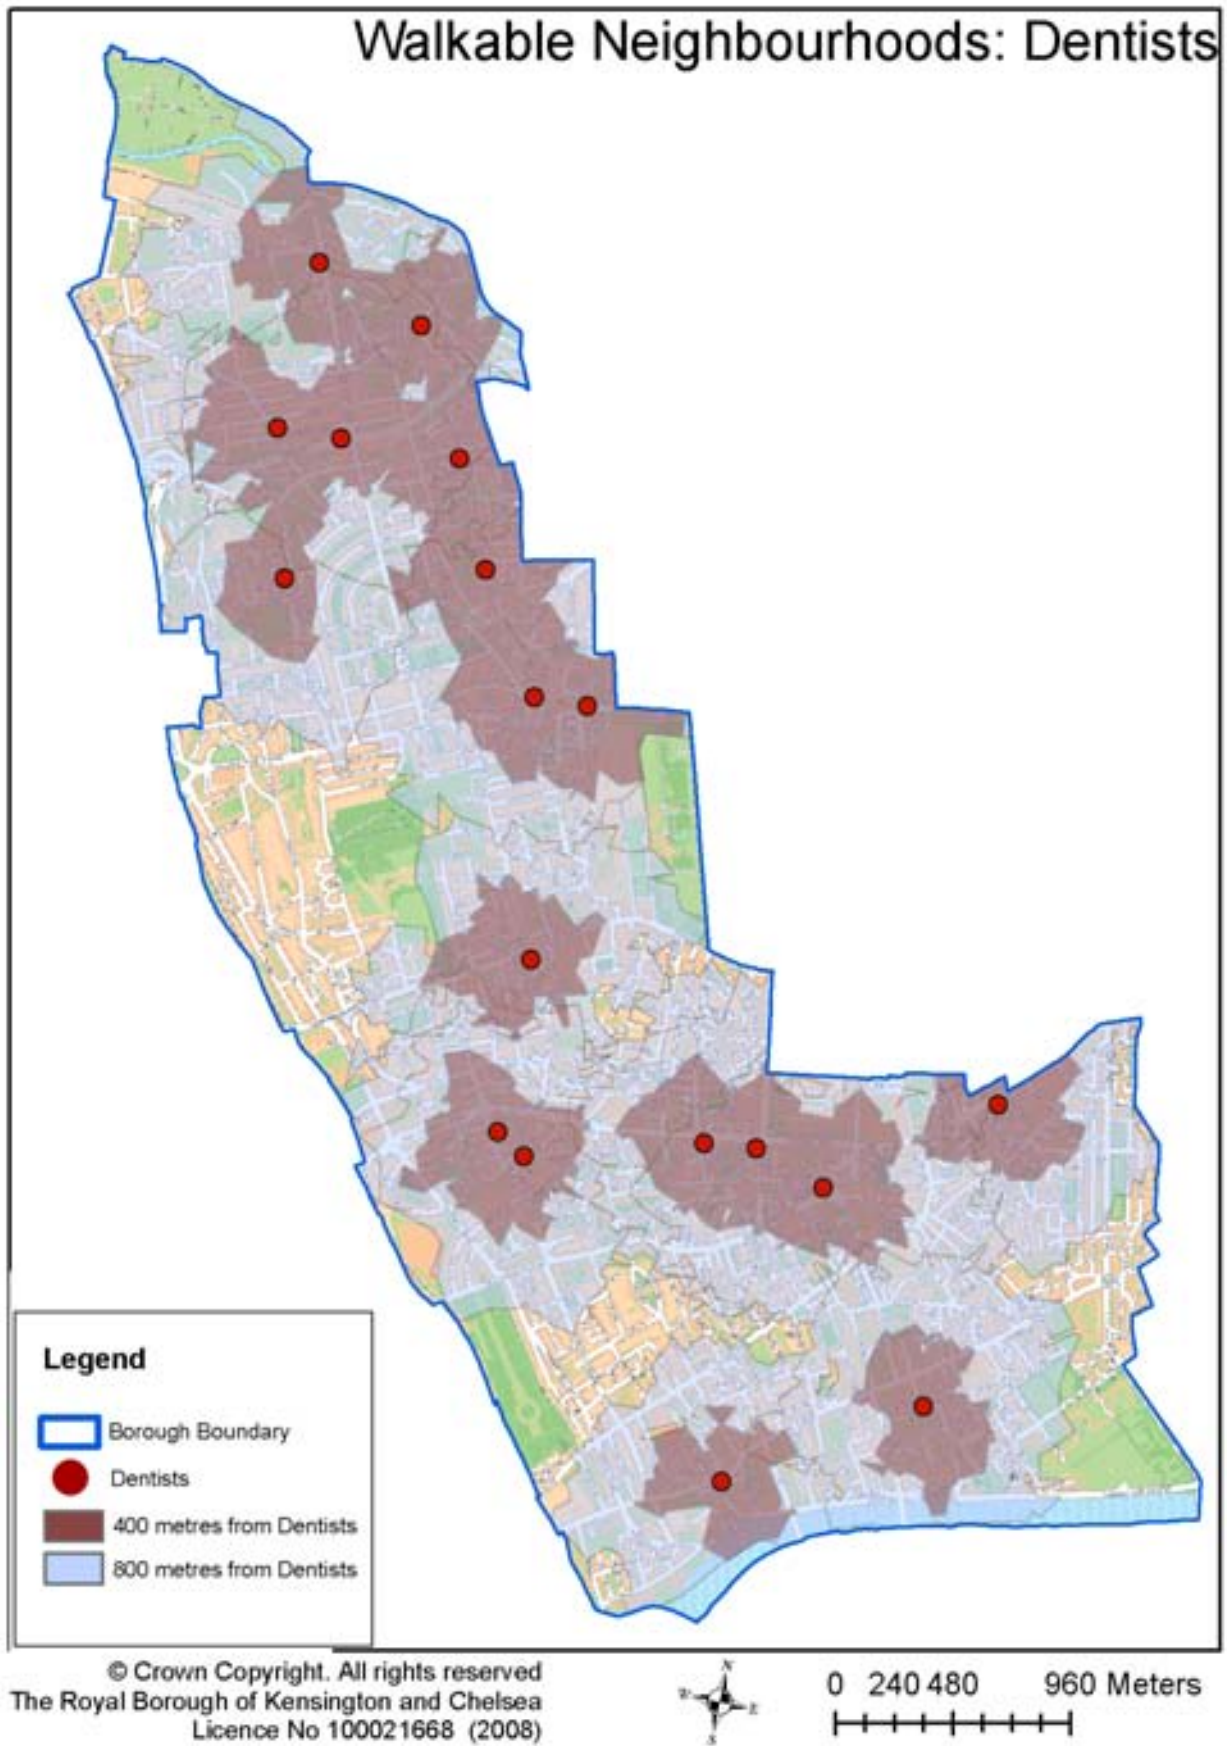 Walkable Neighbourhoods: Dentists
Legend
Borough Boundary
Dentists
400 metres from Dentists
800 metres from Dentists
© Crown Copyright. All rights reserved
The Royal Borough of Kensington and Chelsea
Licence No 100021668 (2008)
N
W E
S
0 240 480 960 Meters